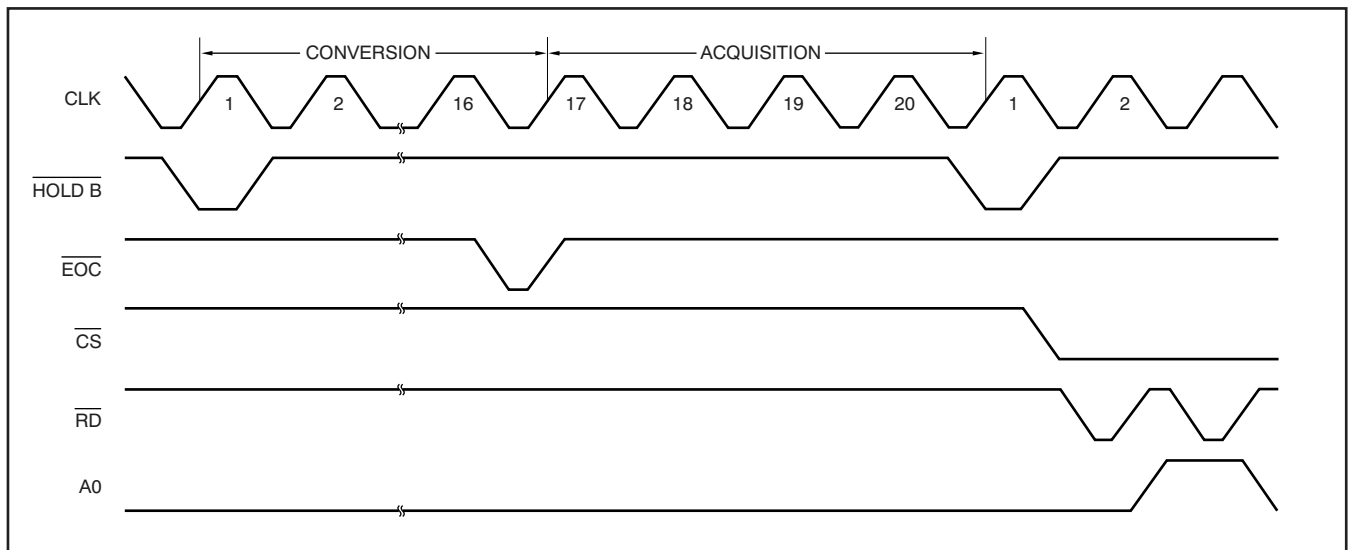 CONVERSION ACQUISITION
CLK 1 2 16 17 18 19 20 1 2
HOLD B
EOC
CS
RD
A0